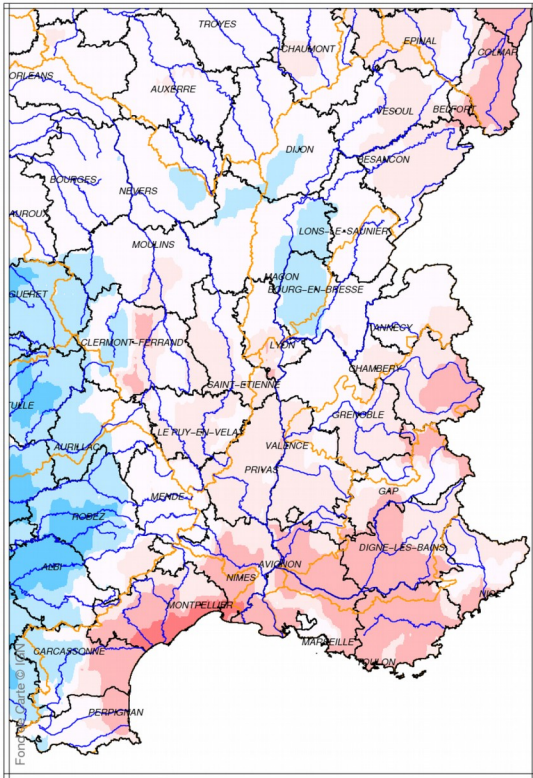 TROYES
EPINAL
CHAUMONT
COLMAR
ORLEANS
AUXERRE
VESOUL
BELFORT
DIJON
BESANCON
BOURGES
NEVERS
AUROUX
LONS-LE-SAUNIER
MOULINS
MACON
BOURG-EN-BRESSE
GUERET
ANNECY
CLERMONT-FERRAND
LYON
CHAMBERY
SAINT-ETIENNE
TULLE
GRENOBLE
LE PUY-EN-VELAY
AURILLAC
VALENCE
PRIVAS
GAP
MENDE
RODEZ
DIGNE-LES-BAINS
AVIGNON
ALBI
NIMES
NICE
MONTPELLIER
MARSEILLE
CARCASSONNE
TOULON
PERPIGNAN
Fond de Carte © IGN